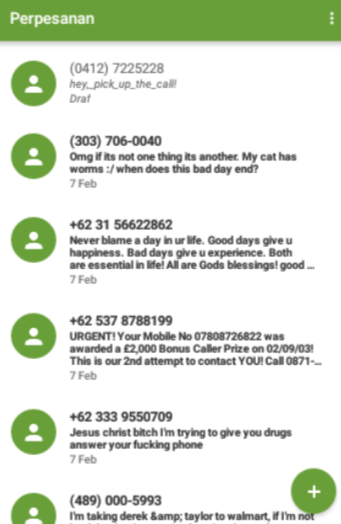 Perpesanan
(0412) 7225228
hey,_pick_up_the_call!
Draf
(303) 706-0040
Omg if its not one thing its another. My cat has
worms :/ when does this bad day end?
7 Feb
+62 31 56622862
Never blame a day in ur life. Good days give u
happiness. Bad days give u experience. Both
are essential in life! All are Gods blessings! good ...
7 Feb
+62 537 8788199
URGENT! Your Mobile No 07808726822 was
awarded a £2,000 Bonus Caller Prize on 02/09/03!
This is our 2nd attempt to contact YOU! Call 0871-...
7 Feb
+62 333 9550709
Jesus christ bitch I'm trying to give you drugs
answer your fucking phone
7 Feb
(489) 000-5993
I'm taking derek &amp; taylor to walmart, if I'm not